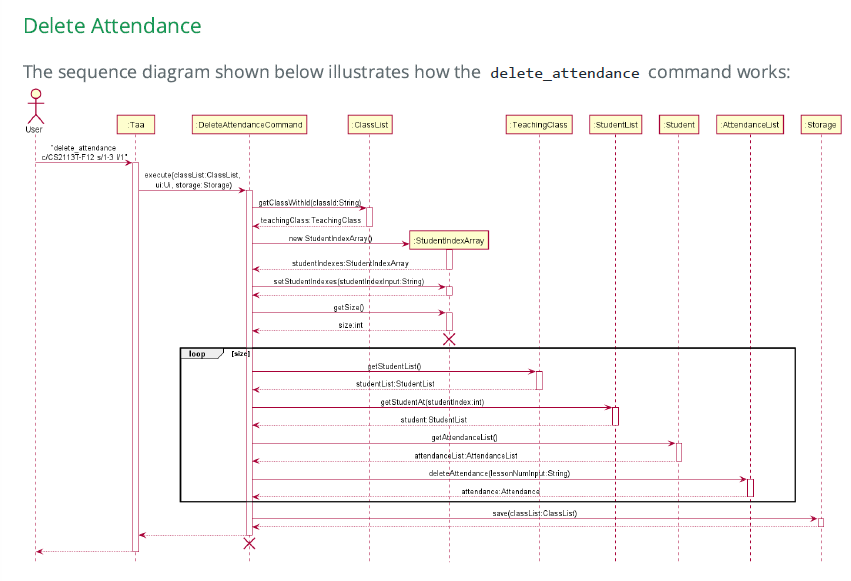 Delete Attendance
The sequence diagram shown below illustrates how the delete_attendance command works:
User
:Taa
:DeleteAttendanceCommand
:ClassList
:TeachingClass
:StudentList
:Student
:AttendanceList
:Storage
"delete_attendance
c/CS2113T-F12 s/1-3 l/1"
execute(classList:ClassList,
ui:Ui, storage:Storage)
getClassWithId(classId:String)
teachingClass:TeachingClass
new StudentIndexArray()
:StudentIndexArray
studentIndexes:StudentIndexArray
setStudentIndexes(studentIndexInput:String)
getSize()
size:int
loop [size]
getStudentList()
studentList:StudentList
getStudentAt(studentIndex:int)
student:StudentList
getAttendanceList()
attendanceList:AttendanceList
deleteAttendance(lessonNumInput:String)
attendance:Attendance
save(classList:ClassList)